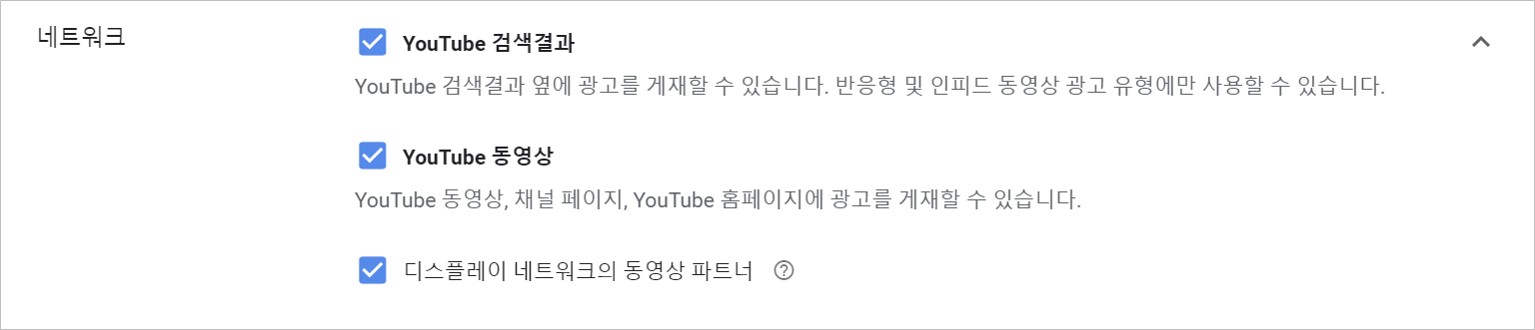 네트워크
YouTube 검색결과
YouTube 검색결과 옆에 광고를 게재할 수 있습니다. 반응형 및 인피드 동영상 광고 유형에만 사용할 수 있습니다.
YouTube 동영상
YouTube 동영상, 채널 페이지, YouTube 홈페이지에 광고를 게재할 수 있습니다.
디스플레이 네트워크의 동영상 파트너 ?